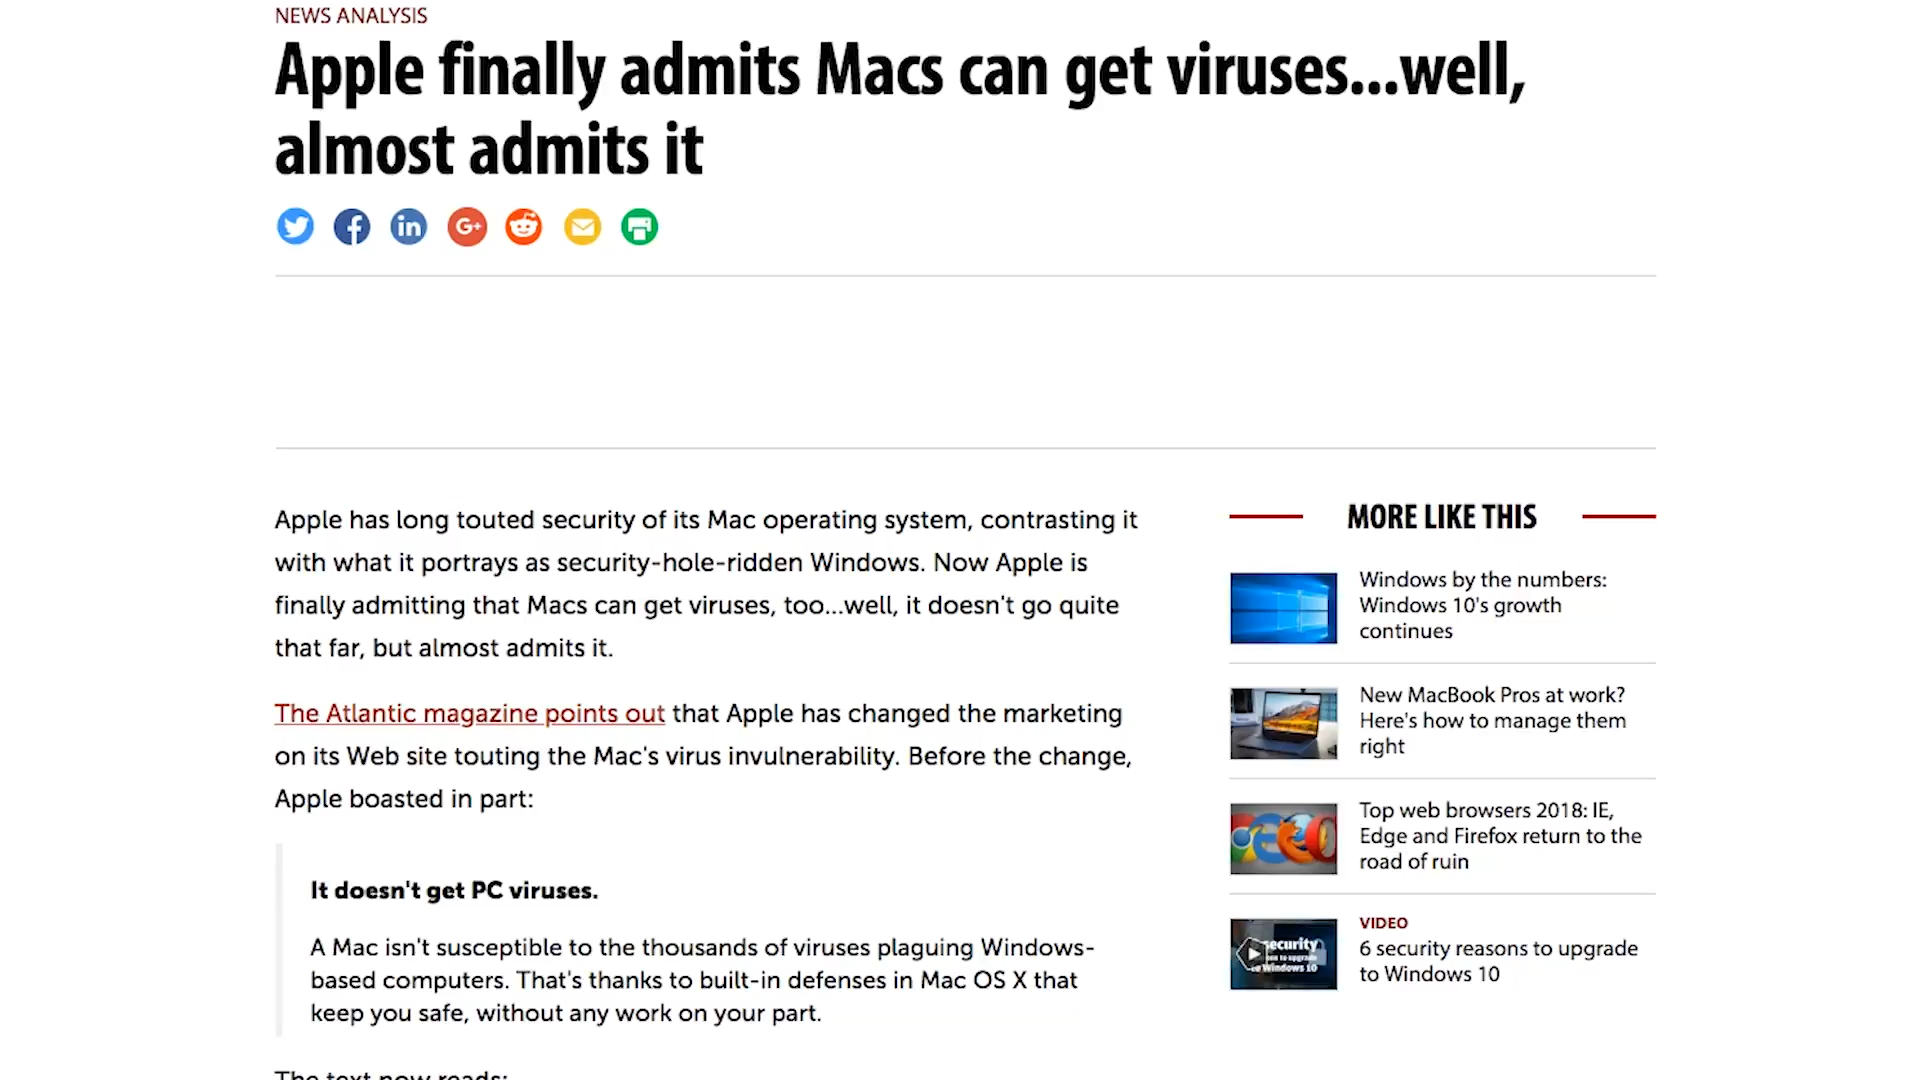 NEWS ANALYSIS
Apple finally admits Macs can get viruses...well,
almost admits it
in
G+
Apple has long touted security of its Mac operating system, contrasting it
with what it portrays as security-hole-ridden Windows. Now Apple is
finally admitting that Macs can get viruses, too...well, it doesn't go quite
that far, but almost admits it.
The Atlantic magazine points out that Apple has changed the marketing
on its Web site touting the Mac's virus invulnerability. Before the change,
Apple boasted in part:
It doesn't get PC viruses.
A Mac isn't susceptible to the thousands of viruses plaguing Windows-
based computers. That's thanks to built-in defenses in Mac OS X that
keep you safe, without any work on your part.
The text now reads:
MORE LIKE THIS
Windows by the numbers:
Windows 10's growth
continues
New MacBook Pros at work?
Here's how to manage them
right
Top web browsers 2018: IE,
Edge and Firefox return to the
road of ruin
security
Windows 10
VIDEO
6 security reasons to upgrade
to Windows 10